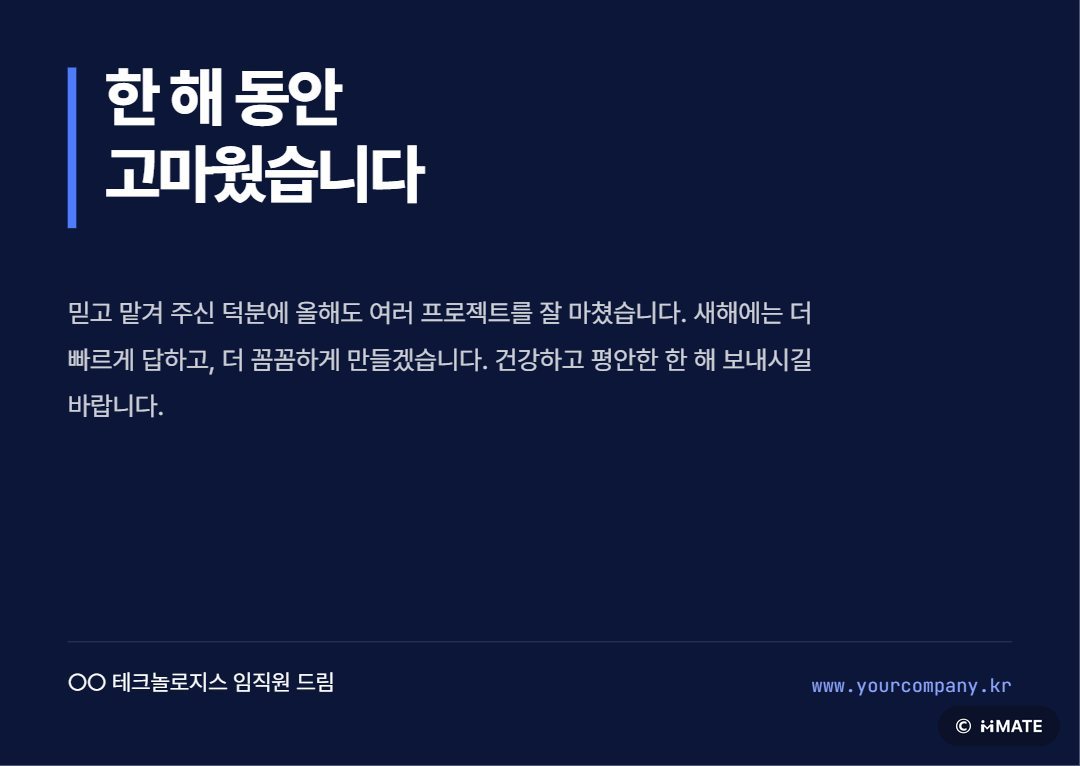 한 해 동안
고마웠습니다
믿고 맡겨 주신 덕분에 올해도 여러 프로젝트를 잘 마쳤습니다. 새해에는 더
빠르게 답하고, 더 꼼꼼하게 만들겠습니다. 건강하고 평안한 한 해 보내시길
바랍니다.
○○ 테크놀로지스 임직원 드림
www.yourcompany.kr
© MMATE